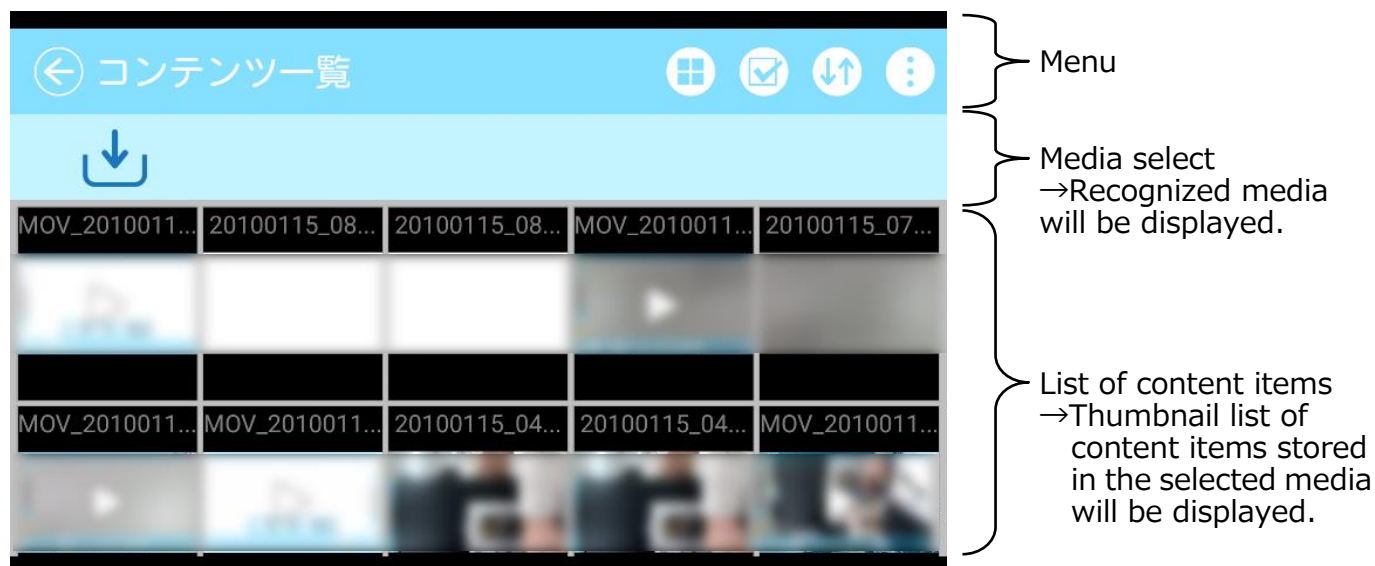 コンテンツ一覧
Menu
Media select
→Recognized media
will be displayed.
MOV_2010011... 20100115_08... 20100115_08... MOV_2010011... 20100115_07...
List of content items
→Thumbnail list of
content items stored
in the selected media
will be displayed.
MOV_2010011... MOV_2010011... 20100115_04... 20100115_04... MOV_2010011...